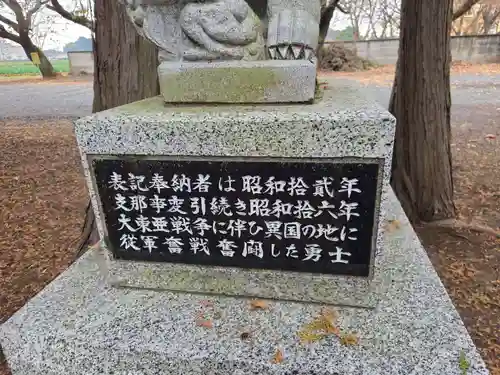 表記奉納者は昭和拾貳年
支那事変引続き昭和拾六年
大東亜戦争に伴ひ異国の地に
従軍奮戦奮闘した勇士